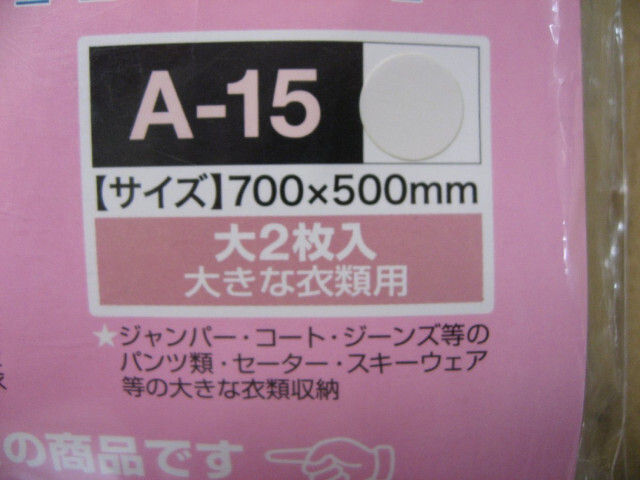 A-15
【サイズ】700×500mm
大2枚入
大きな衣類用
★ジャンパー・コート・ジーンズ等の
パンツ類・セーター・スキーウェア
等の大きな衣類収納
の商品です